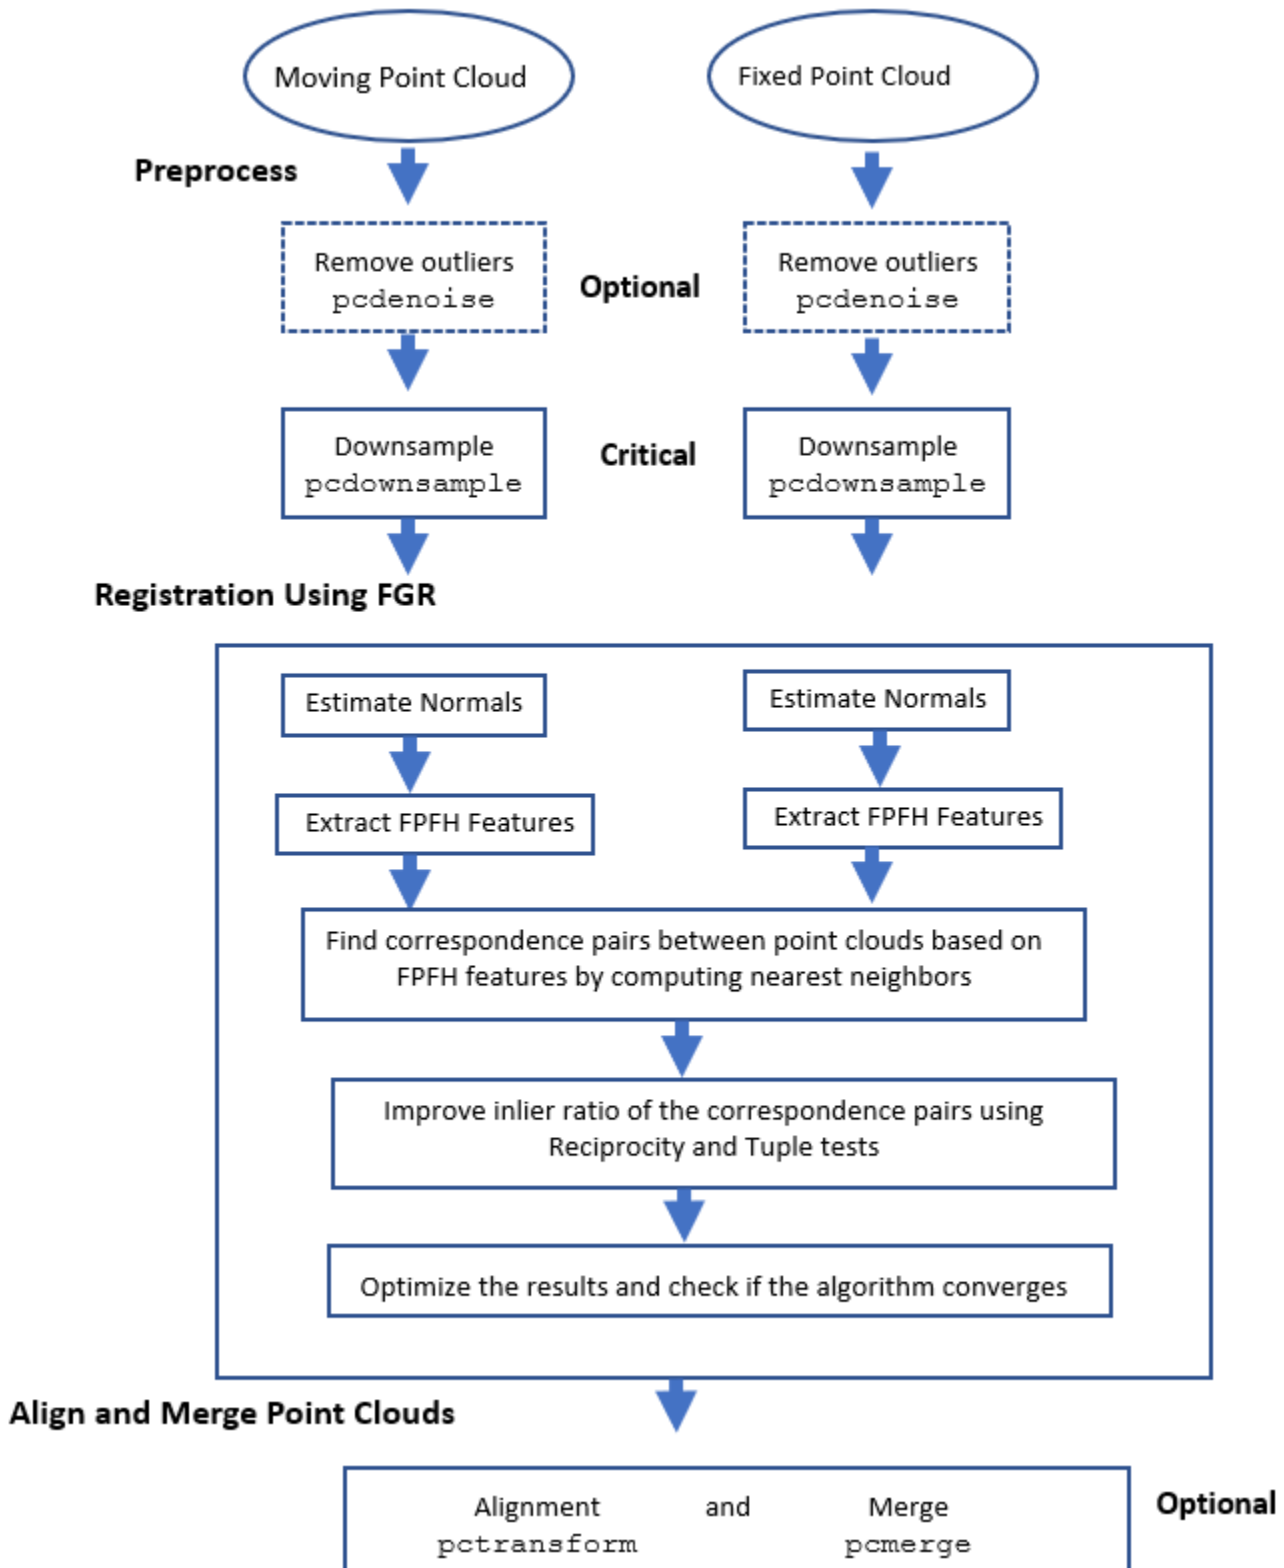 Moving Point Cloud
Fixed Point Cloud
Preprocess
Remove outliers
pcdenoise
Optional
Remove outliers
pcdenoise
Downsample
pcdownsample
Critical
Downsample
pcdownsample
Registration Using FGR
Estimate Normals
Estimate Normals
Extract FPFH Features
Extract FPFH Features
Find correspondence pairs between point clouds based on
FPFH features by computing nearest neighbors
Improve inlier ratio of the correspondence pairs using
Reciprocity and Tuple tests
Optimize the results and check if the algorithm converges
Align and Merge Point Clouds
Alignment and Merge
pctransform pcmerge
Optional